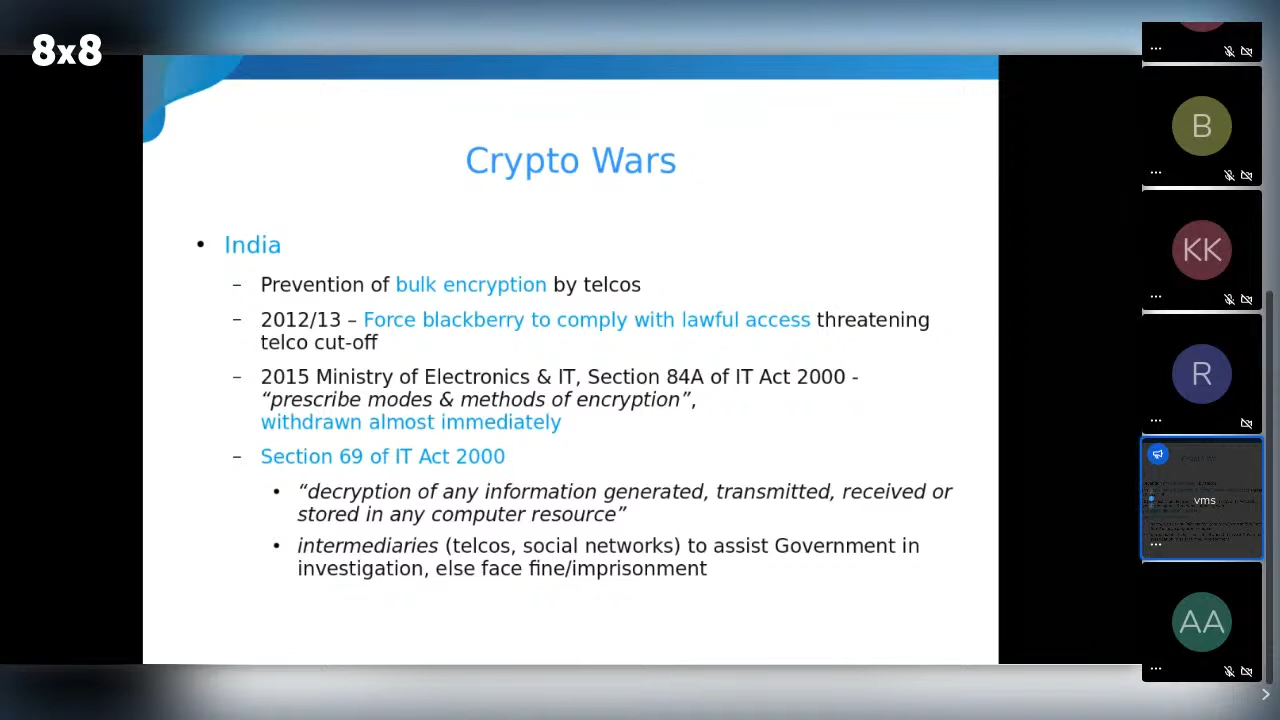 8x8
Crypto Wars
• India
– Prevention of bulk encryption by telcos
– 2012/13 – Force blackberry to comply with lawful access threatening
telco cut-off
– 2015 Ministry of Electronics & IT, Section 84A of IT Act 2000 -
“prescribe modes & methods of encryption”,
withdrawn almost immediately
– Section 69 of IT Act 2000
• “decryption of any information generated, transmitted, received or
stored in any computer resource”
• intermediaries (telcos, social networks) to assist Government in
investigation, else face fine/imprisonment
B
KK
R
vms
AA